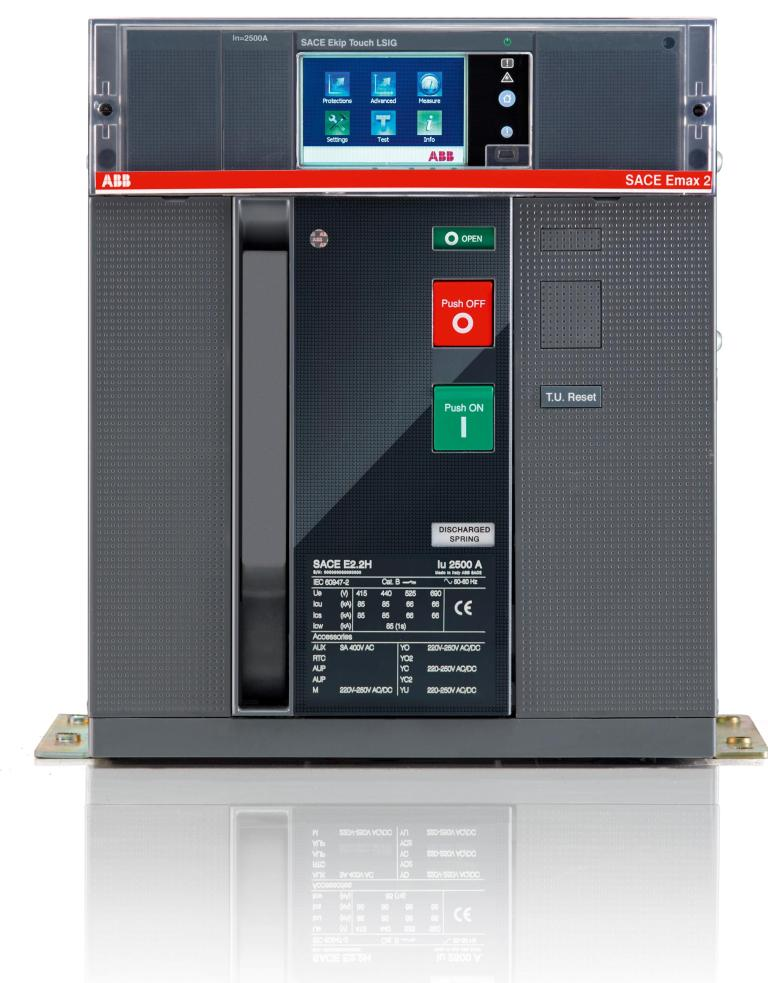 In=2500A
SACE Ekip Touch LSIG
Protections Advanced Measure
Settings Test Info
ABB
ABB
SACE Emax 2
ABB
O OPEN
Push OFF
O
Push ON
I
T.U. Reset
DISCHARGED
SPRING
SACE E2.2H Iu 2500 A
Made in Italy ABB SACE
IEC 60947-2 Cat. B 50-60 Hz
Ue (V) 415 440 525 690
Icu (kA) 85 85 66 66
Ics (kA) 85 85 66 66
Icw (kA) 85 (1s)
CE
Accessories
AUX 3A 400V AC YO 220V-250V AC/DC
RTC YO2
AUP YC 220-250V AC/DC
AUP YC2
M 220V-250V AC/DC YU 220-250V AC/DC